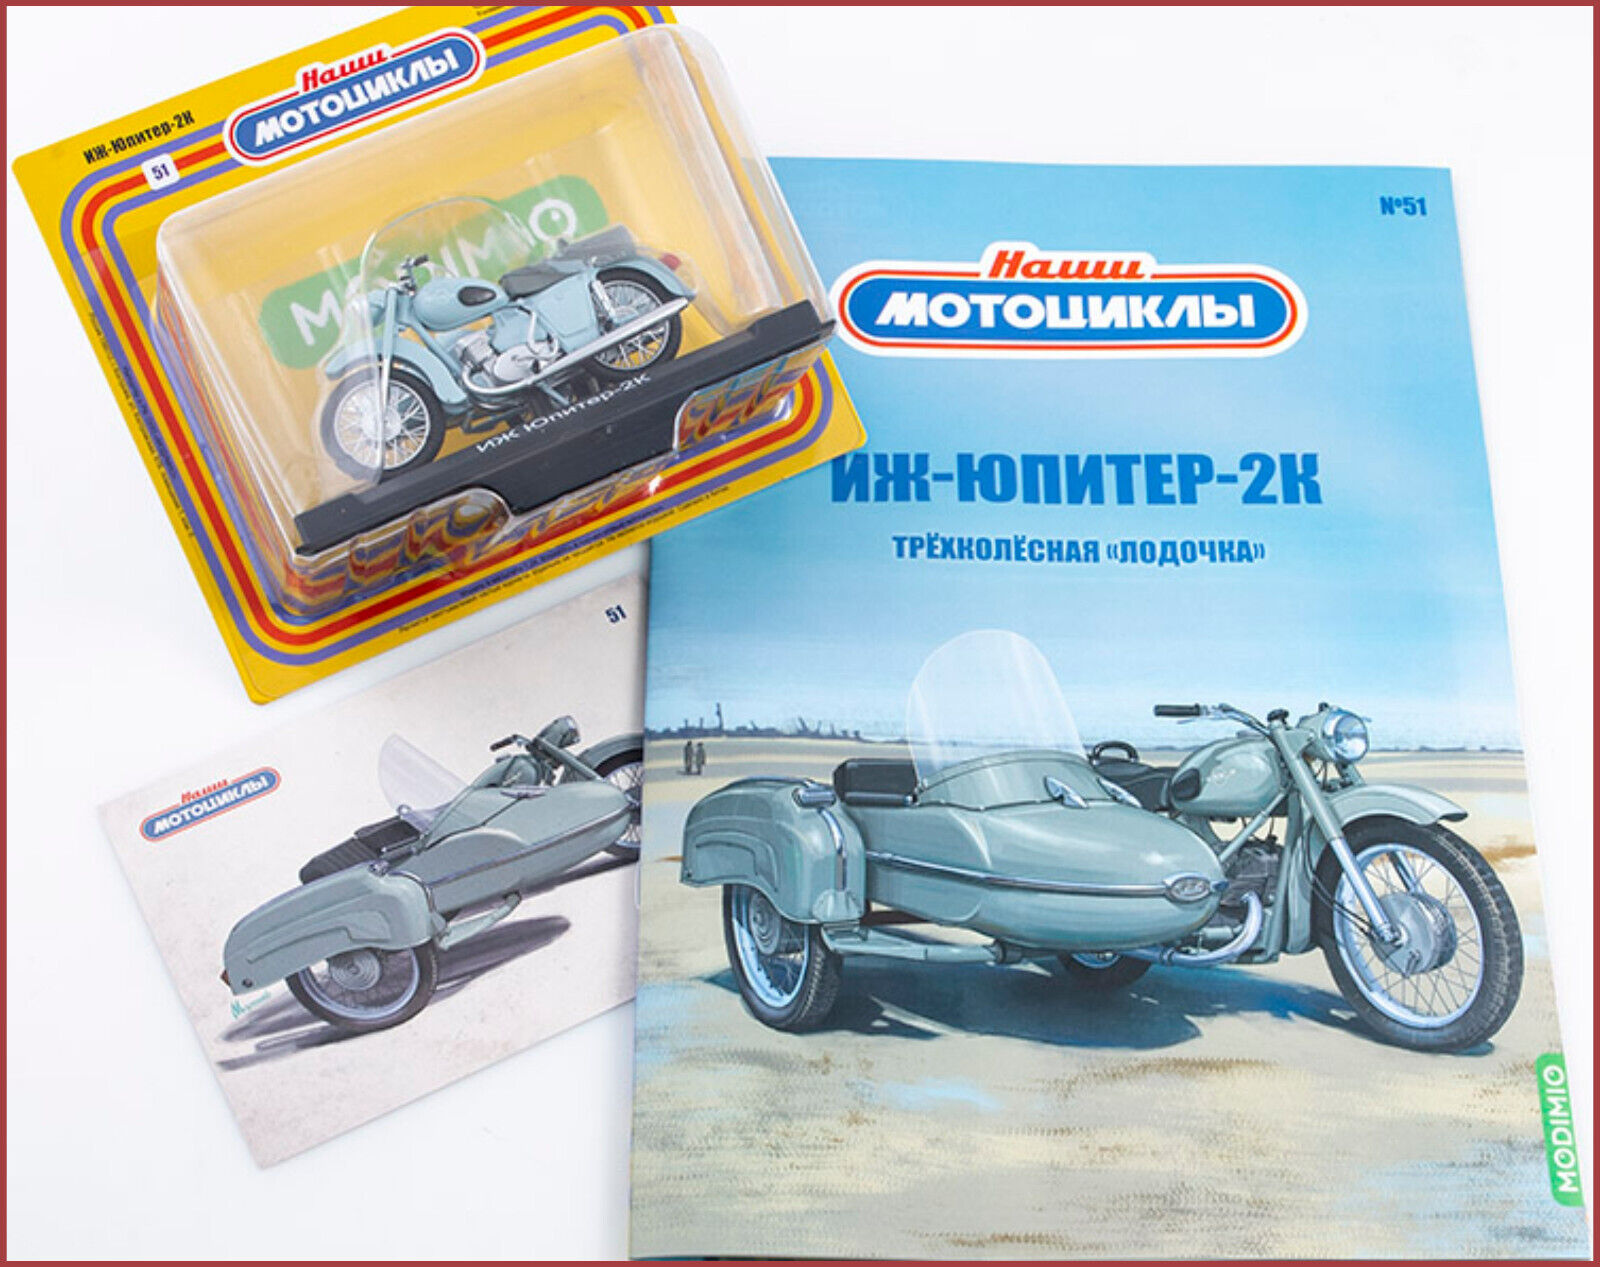 Наши
МОТОЦИКЛЫ
ИЖ-Юпитер-2К
51
MODIMIO
ИЖ Юпитер-2К
№51
Наши
МОТОЦИКЛЫ
ИЖ-ЮПИТЕР-2К
ТРЁХКОЛЁСНАЯ «ЛОДОЧКА»
MODIMIO
51
Наши
МОТОЦИКЛЫ